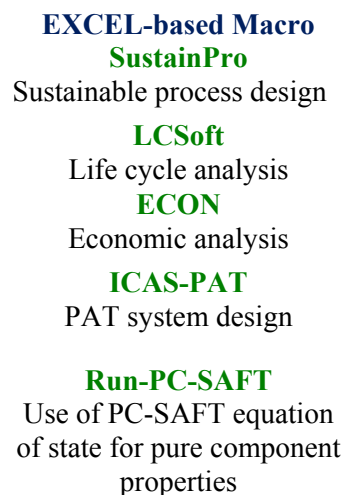 EXCEL-based Macro
SustainPro
Sustainable process design
LCSoft
Life cycle analysis
ECON
Economic analysis
ICAS-PAT
PAT system design
Run-PC-SAFT
Use of PC-SAFT equation
of state for pure component
properties